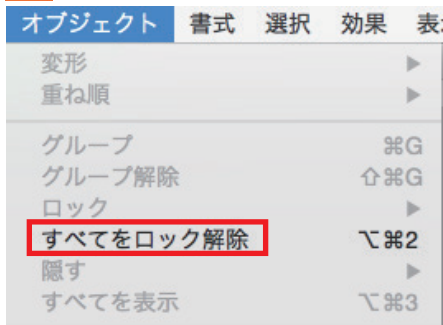 オブジェクト 書式 選択 効果 表
変形 ▶
重ね順 ▶
グループ ⌘G
グループ解除 ⇧⌘G
ロック ▶
すべてをロック解除 ⌥⌘2
隠す ▶
すべてを表示 ⌥⌘3